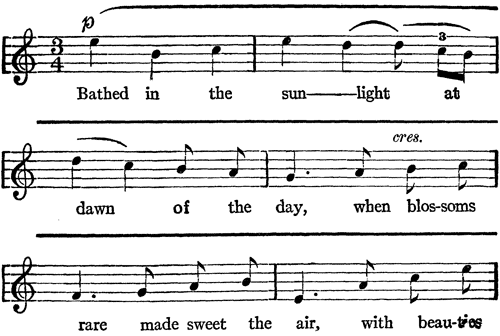 p
3
4
3
Bathed in the sun——light at
cres.
dawn of the day, when blos-soms
rare made sweet the air, with beau-ties